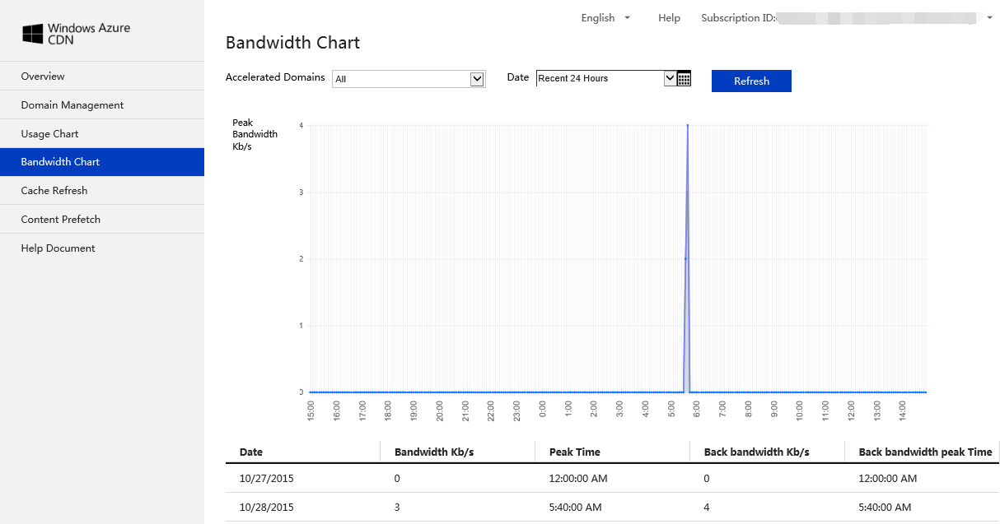 Windows Azure
CDN
English Help Subscription ID:
Overview
Domain Management
Usage Chart
Bandwidth Chart
Cache Refresh
Content Prefetch
Help Document
Bandwidth Chart
Accelerated Domains All Date Recent 24 Hours Refresh
Peak
Bandwidth
Kb/s
4
3
2
1
0
15:00 16:00 17:00 18:00 19:00 20:00 21:00 22:00 23:00 0:00 1:00 2:00 3:00 4:00 5:00 6:00 7:00 8:00 9:00 10:00 11:00 12:00 13:00 14:00
Date Bandwidth Kb/s Peak Time Back bandwidth Kb/s Back bandwidth peak Time
10/27/2015 0 12:00:00 AM 0 12:00:00 AM
10/28/2015 3 5:40:00 AM 4 5:40:00 AM